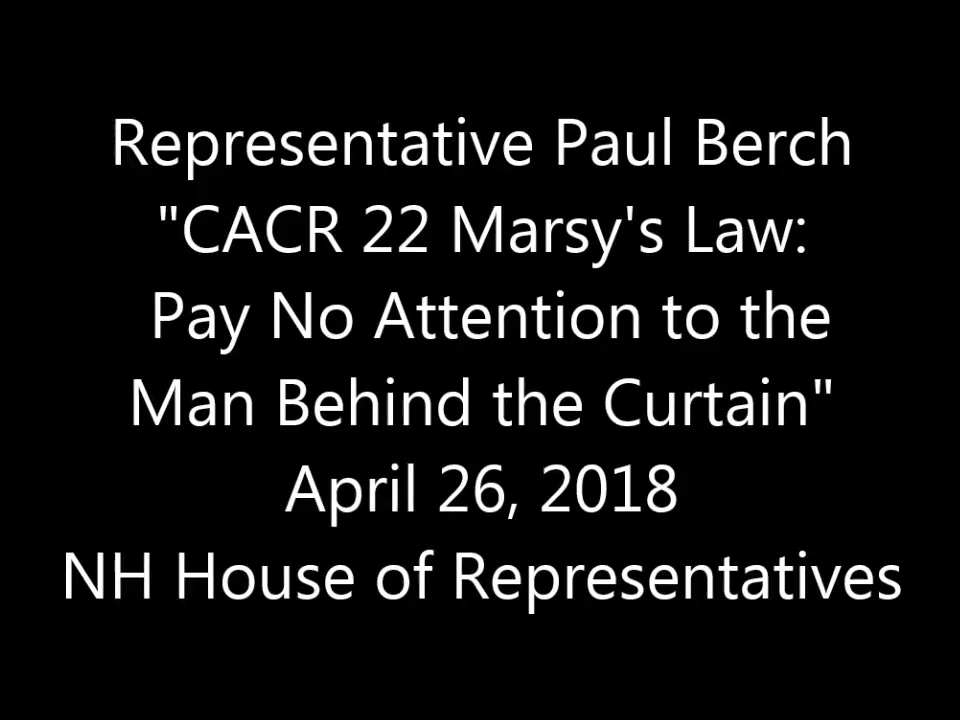 Representative Paul Berch
"CACR 22 Marsy's Law:
Pay No Attention to the
Man Behind the Curtain"
April 26, 2018
NH House of Representatives